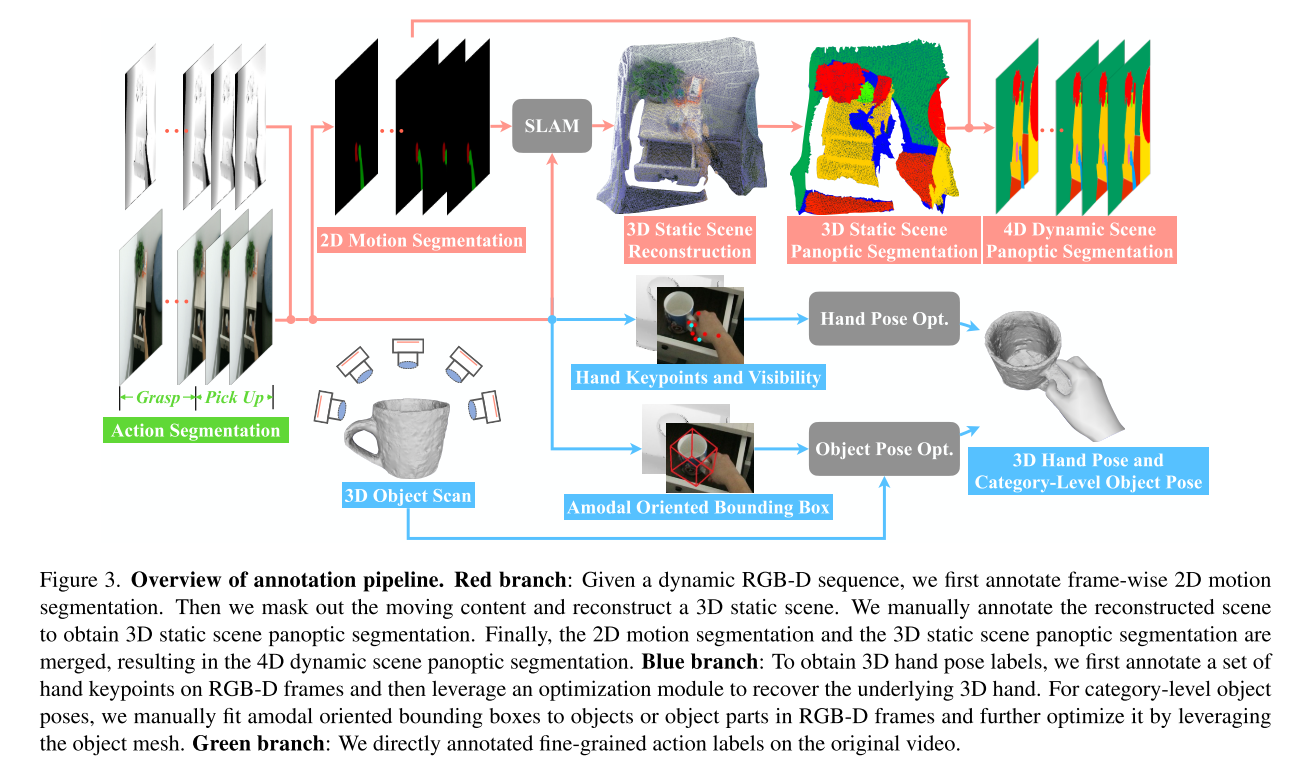 SLAM
2D Motion Segmentation
3D Static Scene
Reconstruction
3D Static Scene
Panoptic Segmentation
4D Dynamic Scene
Panoptic Segmentation
Grasp
Pick Up
Action Segmentation
3D Object Scan
Hand Keypoints and Visibility
Hand Pose Opt.
Amodal Oriented Bounding Box
Object Pose Opt.
3D Hand Pose and
Category-Level Object Pose
Figure 3. Overview of annotation pipeline. Red branch: Given a dynamic RGB-D sequence, we first annotate frame-wise 2D motion
segmentation. Then we mask out the moving content and reconstruct a 3D static scene. We manually annotate the reconstructed scene
to obtain 3D static scene panoptic segmentation. Finally, the 2D motion segmentation and the 3D static scene panoptic segmentation are
merged, resulting in the 4D dynamic scene panoptic segmentation. Blue branch: To obtain 3D hand pose labels, we first annotate a set of
hand keypoints on RGB-D frames and then leverage an optimization module to recover the underlying 3D hand. For category-level object
poses, we manually fit amodal oriented bounding boxes to objects or object parts in RGB-D frames and further optimize it by leveraging
the object mesh. Green branch: We directly annotated fine-grained action labels on the original video.